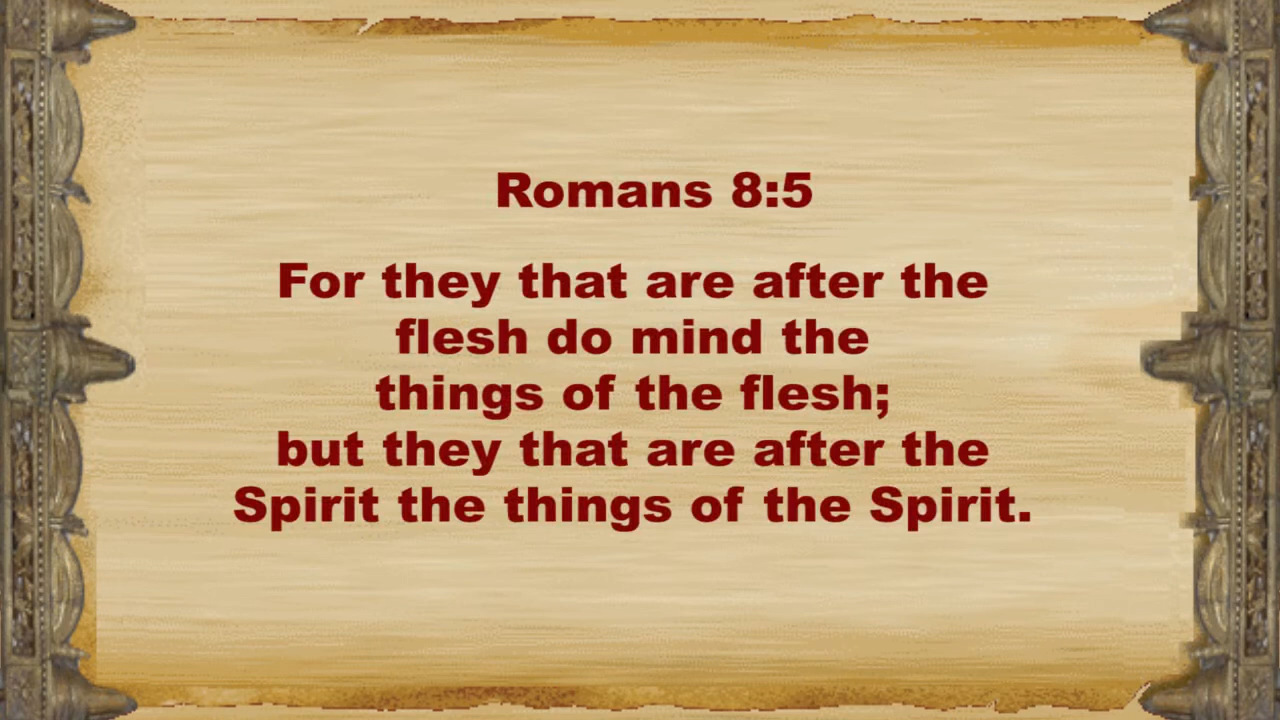 Romans 8:5
For they that are after the
flesh do mind the
things of the flesh;
but they that are after the
Spirit the things of the Spirit.